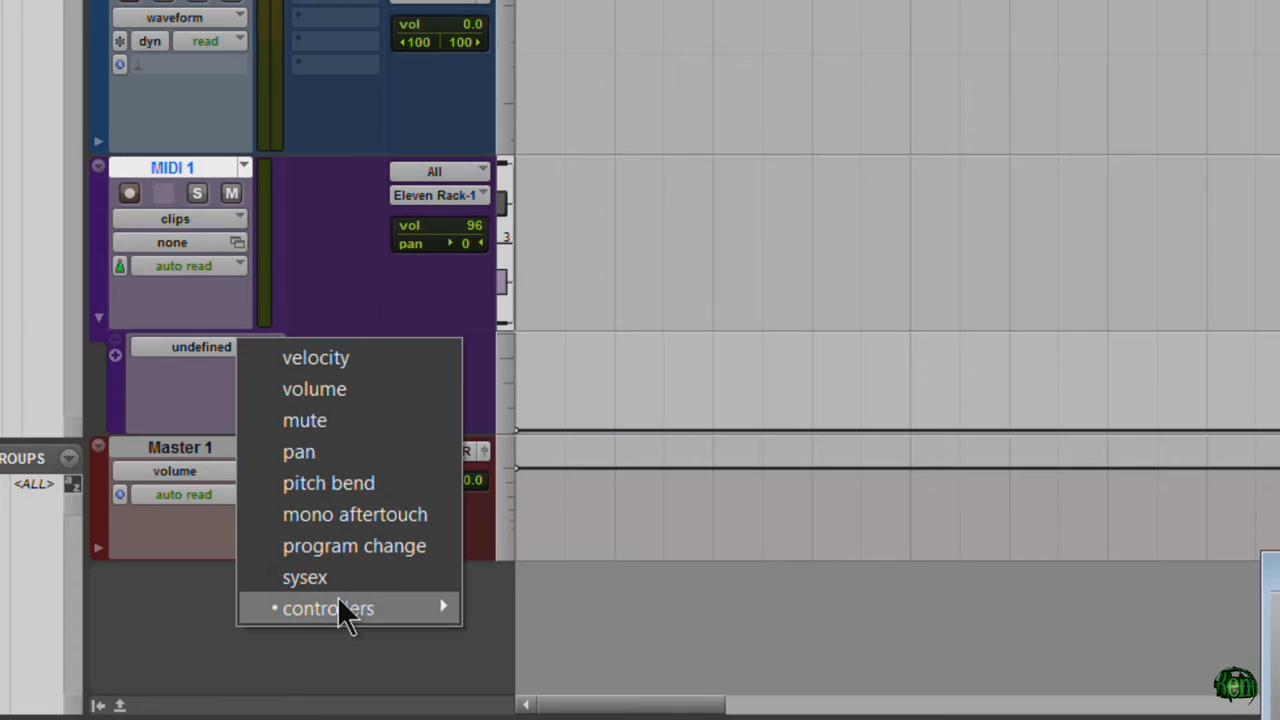 waveform
dyn read
vol 0.0
100 100
MIDI 1
All
S M
Eleven Rack-1
clips
vol 96
none
pan 0
3
auto read
undefined
velocity
volume
mute
pan
pitch bend
mono aftertouch
program change
sysex
• controllers
Master 1
R
volume
0.0
auto read
ROUPS
<ALL>
a z